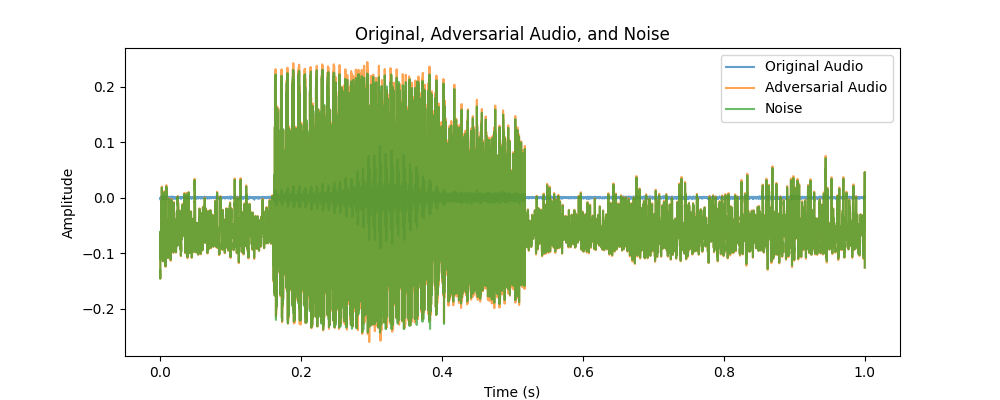 Original, Adversarial Audio, and Noise
Original Audio
Adversarial Audio
Noise
Amplitude
0.2
0.1
0.0
−0.1
−0.2
0.0 0.2 0.4 0.6 0.8 1.0
Time (s)